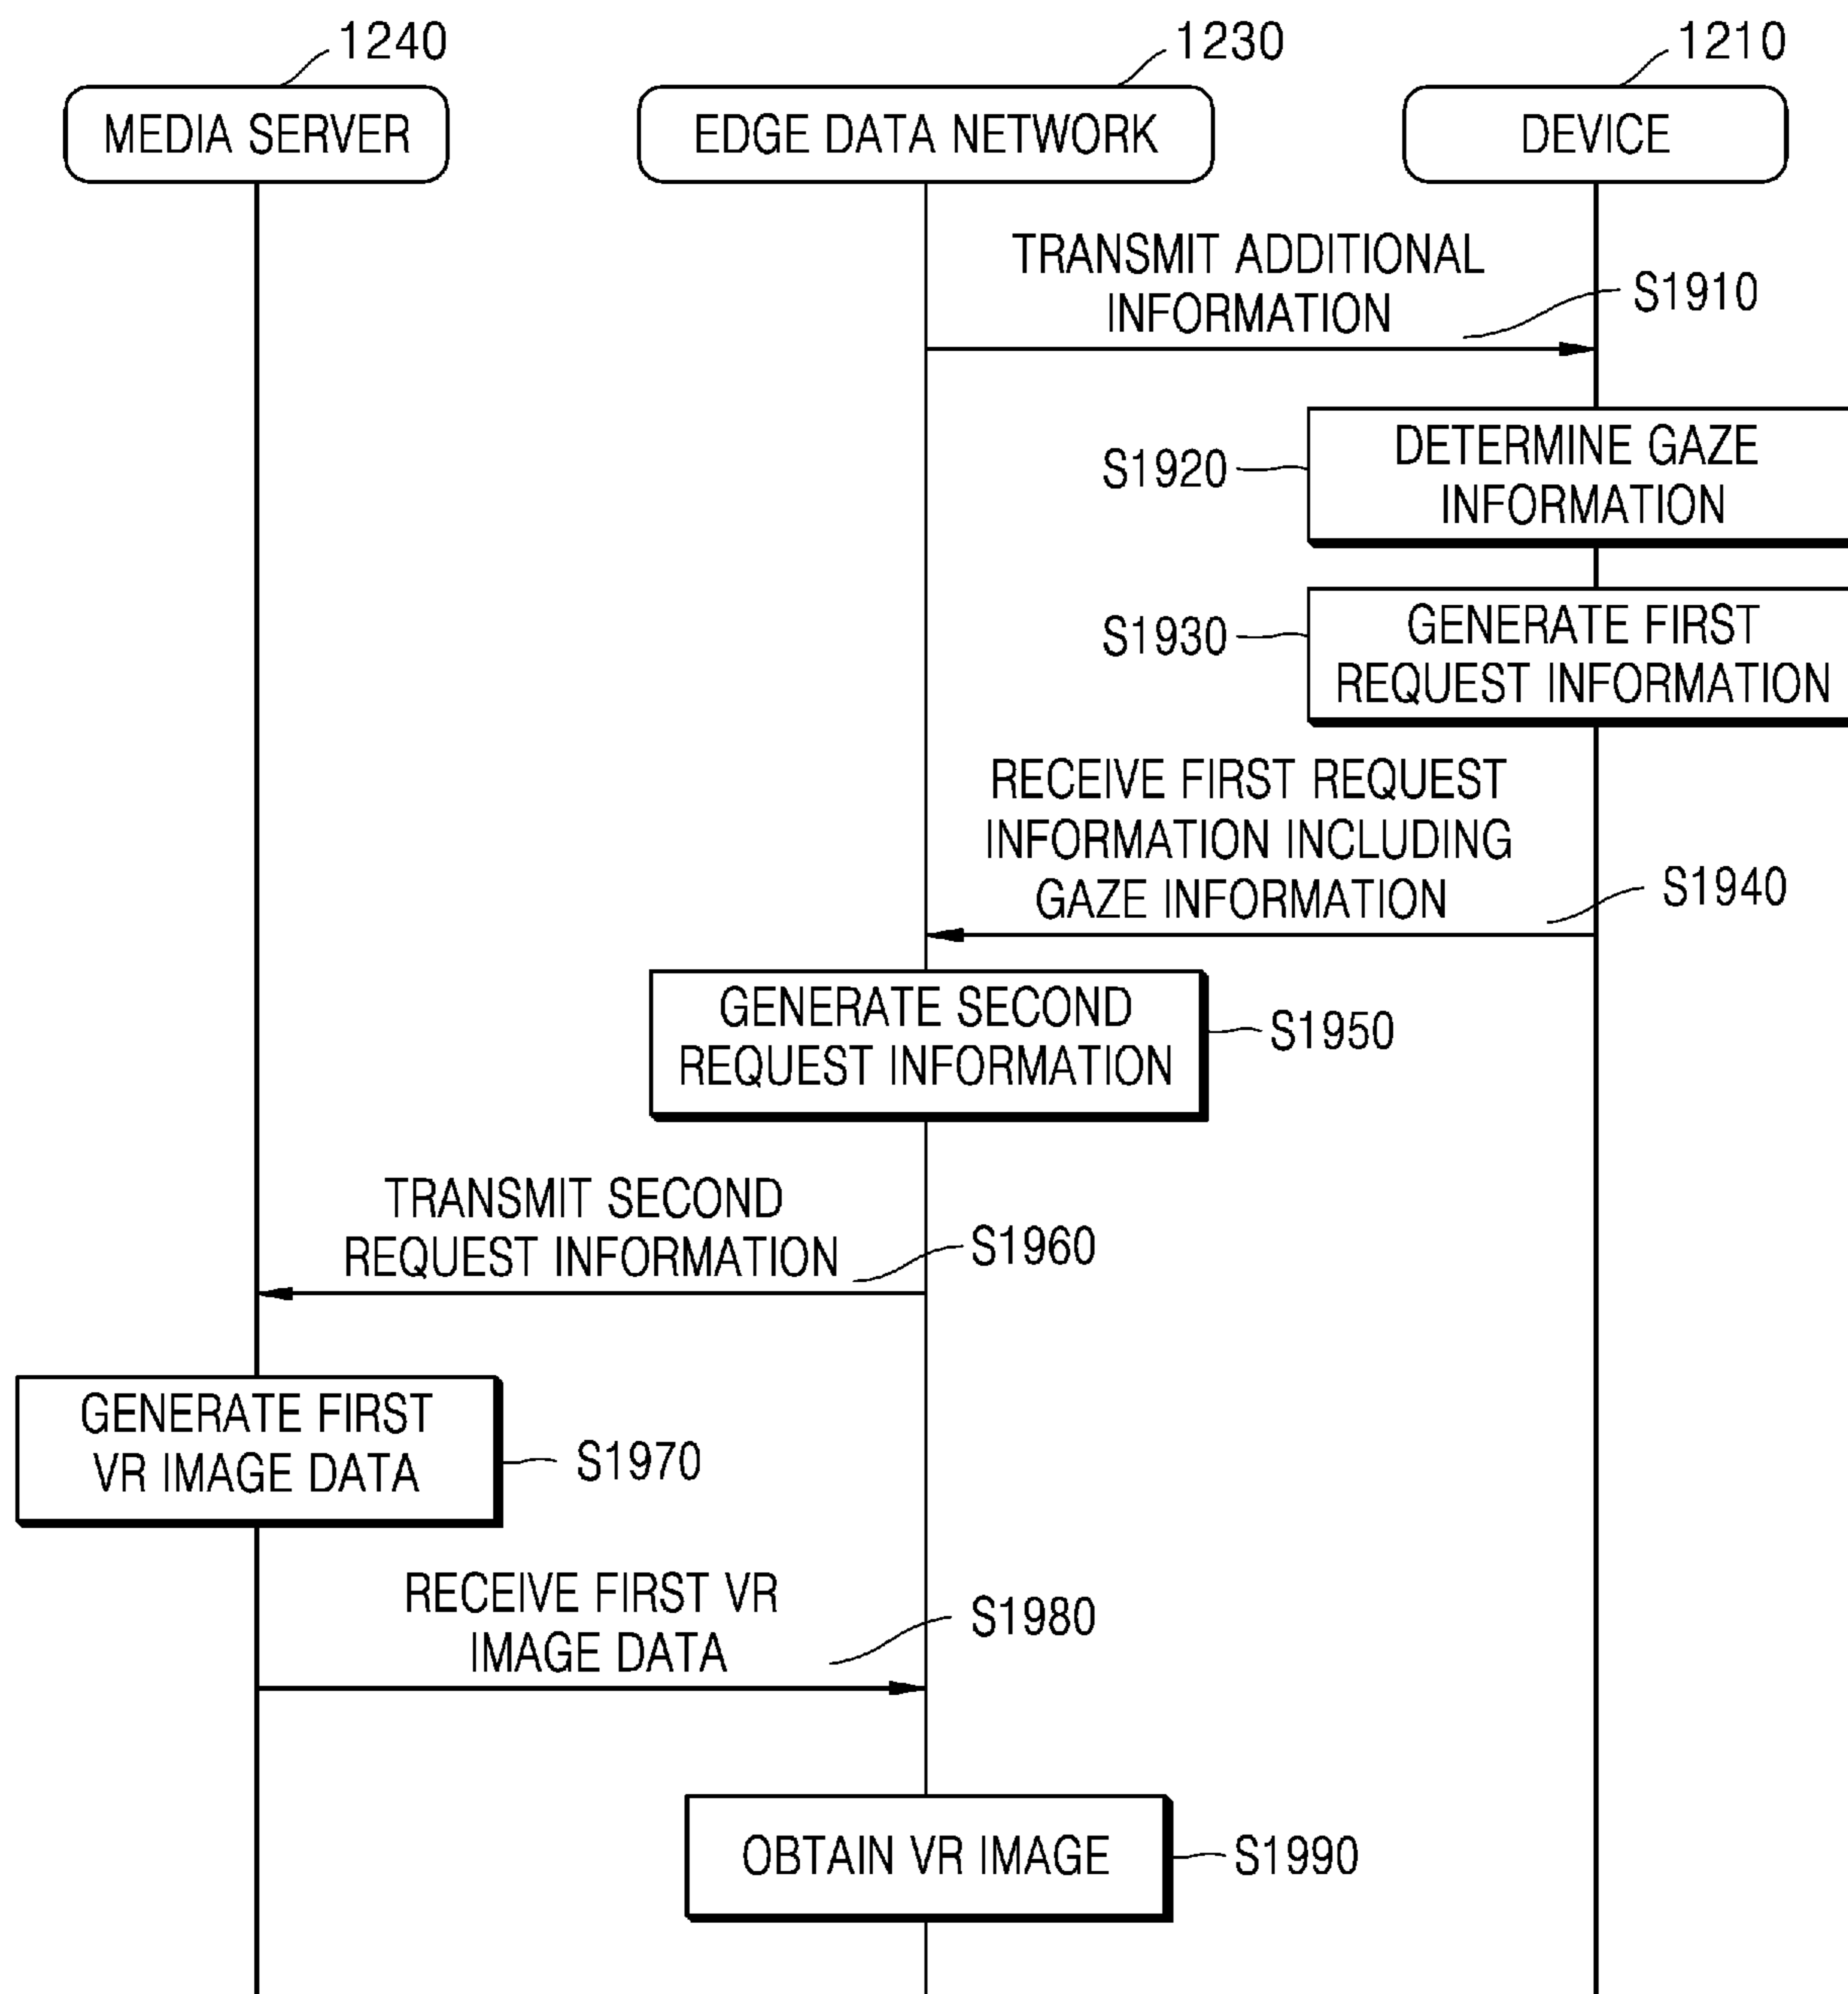 1240
1230
1210
MEDIA SERVER
EDGE DATA NETWORK
DEVICE
TRANSMIT ADDITIONAL
INFORMATION
S1910
DETERMINE GAZE
INFORMATION
S1920
GENERATE FIRST
REQUEST INFORMATION
S1930
RECEIVE FIRST REQUEST
INFORMATION INCLUDING
GAZE INFORMATION
S1940
GENERATE SECOND
REQUEST INFORMATION
S1950
TRANSMIT SECOND
REQUEST INFORMATION
S1960
GENERATE FIRST
VR IMAGE DATA
S1970
RECEIVE FIRST VR
IMAGE DATA
S1980
OBTAIN VR IMAGE
S1990